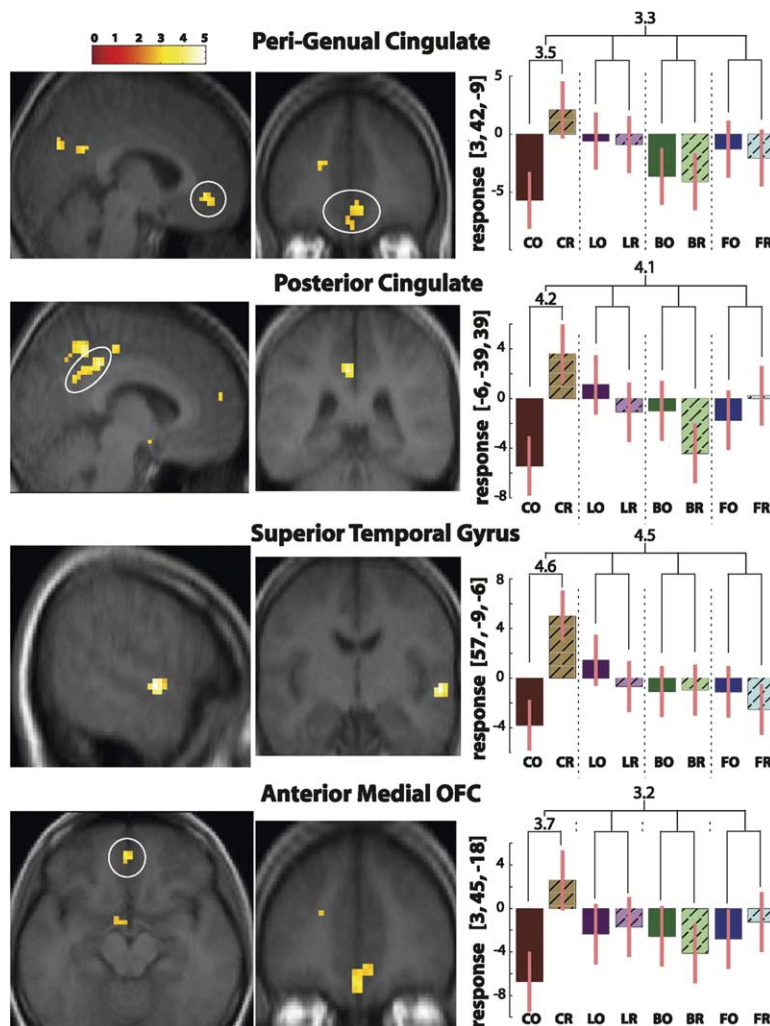 0 1 2 3 4 5
Peri-Genual Cingulate
3.3
3.5
response [3, 42, -9]
5
0
-5
CO CR LO LR BO BR FO FR
Posterior Cingulate
4.1
4.2
response [-6, -39, 39]
4
0
-4
-8
CO CR LO LR BO BR FO FR
Superior Temporal Gyrus
4.5
4.6
response [57, -9, -6]
4
0
-4
CO CR LO LR BO BR FO FR
Anterior Medial OFC
3.2
3.7
response [3, 45, -18]
4
0
-4
-8
CO CR LO LR BO BR FO FR